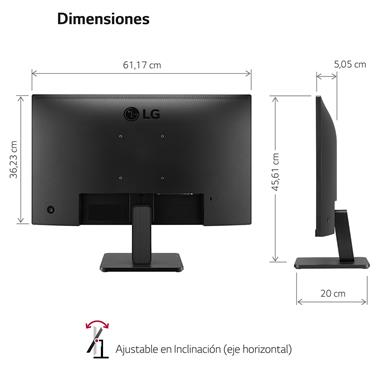 Dimensiones
61,17 cm
5,05 cm
36,23 cm
LG
45,61 cm
20 cm
Ajustable en Inclinación (eje horizontal)